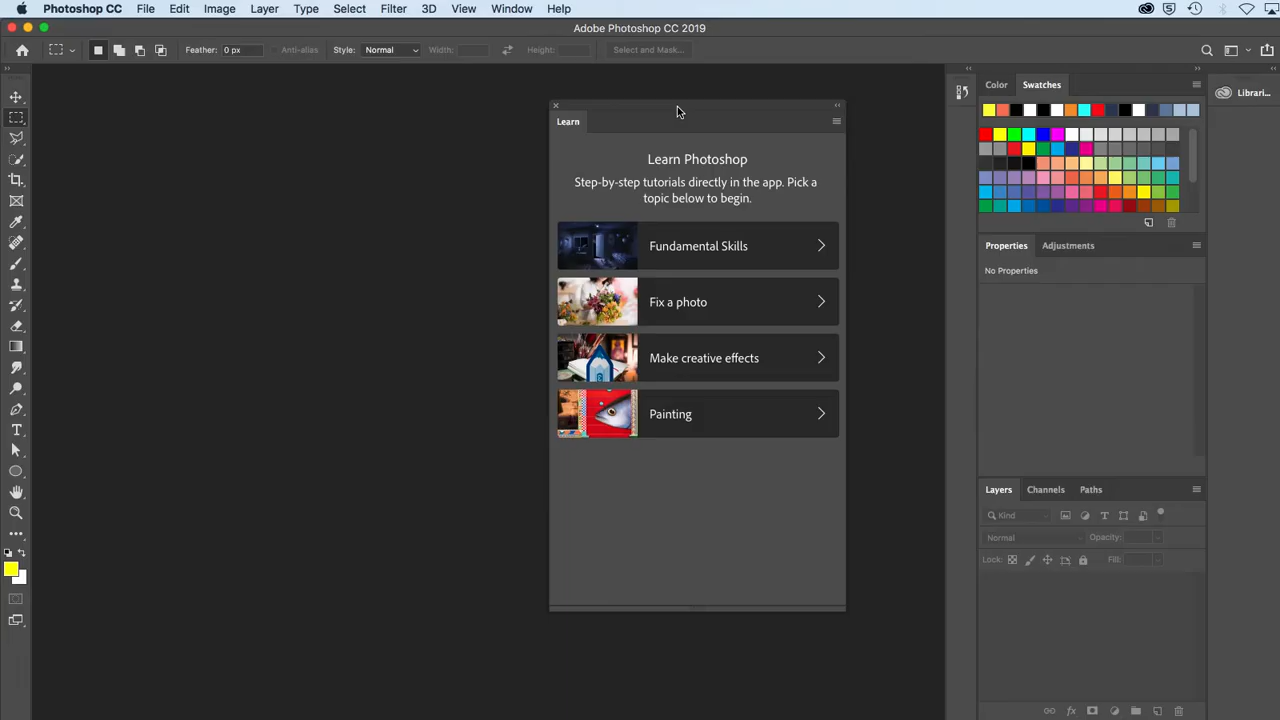 Photoshop CC File Edit Image Layer Type Select Filter 3D View Window Help
Adobe Photoshop CC 2019
Feather: 0 px Anti-alias Style: Normal Width: Height: Select and Mask...
Color Swatches
Librari...
Learn
Learn Photoshop
Step-by-step tutorials directly in the app. Pick a
topic below to begin.
Fundamental Skills
Fix a photo
Make creative effects
Painting
Properties Adjustments
No Properties
Layers Channels Paths
Kind
Normal Opacity:
Lock: Fill: